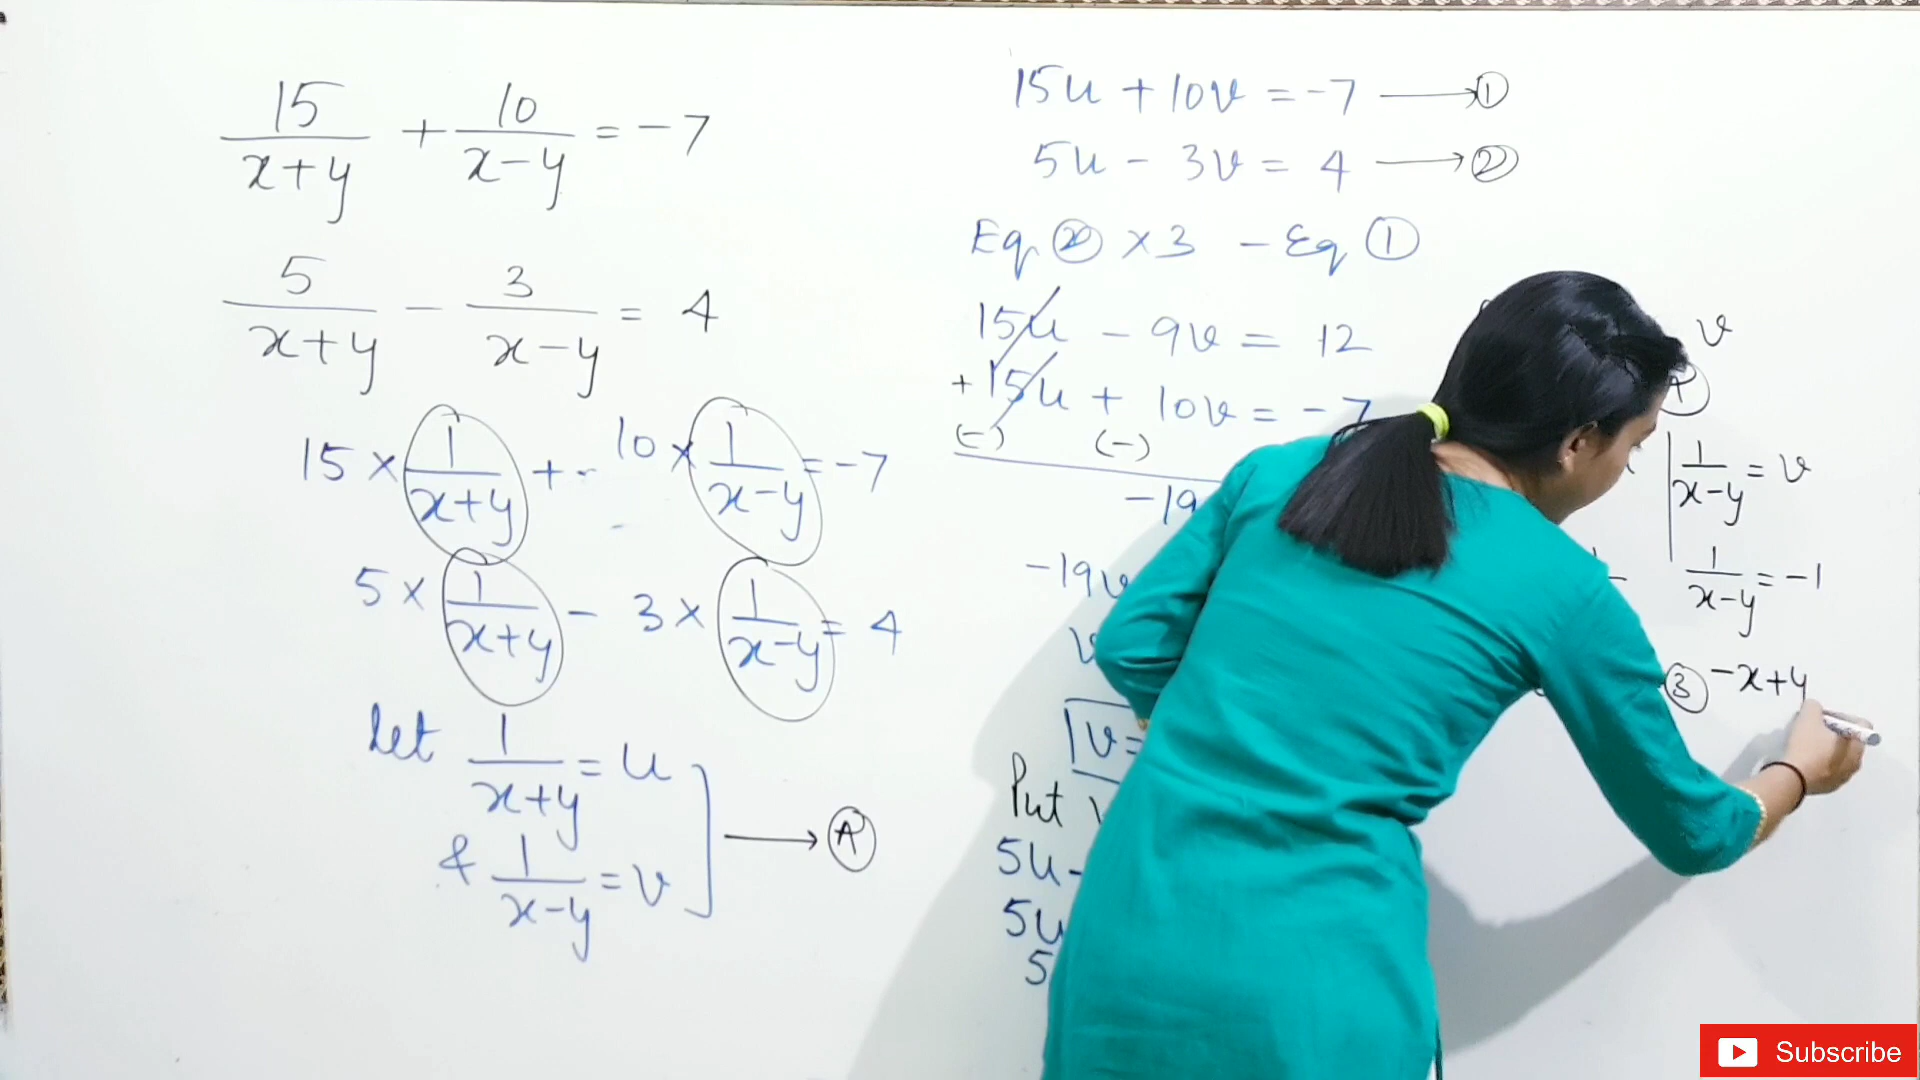 15/(x+y) + 10/(x-y) = -7
5/(x+y) - 3/(x-y) = 4
15 × 1/(x+y) + 10 × 1/(x-y) = -7
5 × 1/(x+y) - 3 × 1/(x-y) = 4
let 1/(x+y) = u
& 1/(x-y) = v → Ⓐ
15u + 10v = -7 → ①
5u - 3v = 4 → ②
Eq ② × 3 - Eq ①
15u - 9v = 12
+ 15u + 10v = -7
(-) (-)
-19
-19v
v
v =
Put
5u -
5u
5
v
1/(x-y) = v
1/(x-y) = -1
③ -x+y
Subscribe